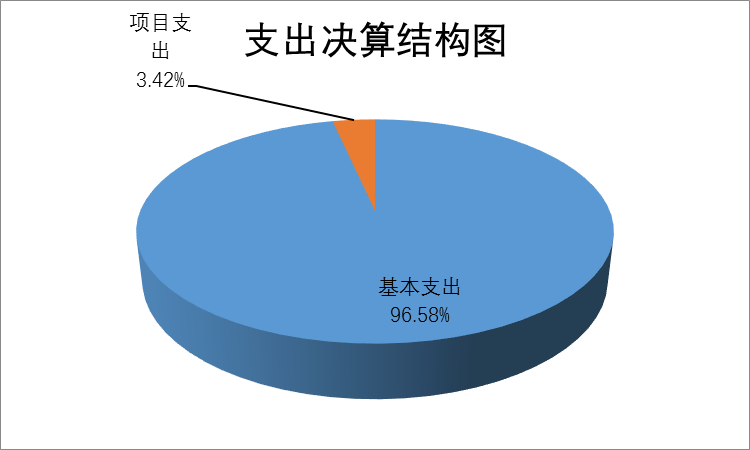 支出决算结构图
项目支
出
3.42%
基本支出
96.58%